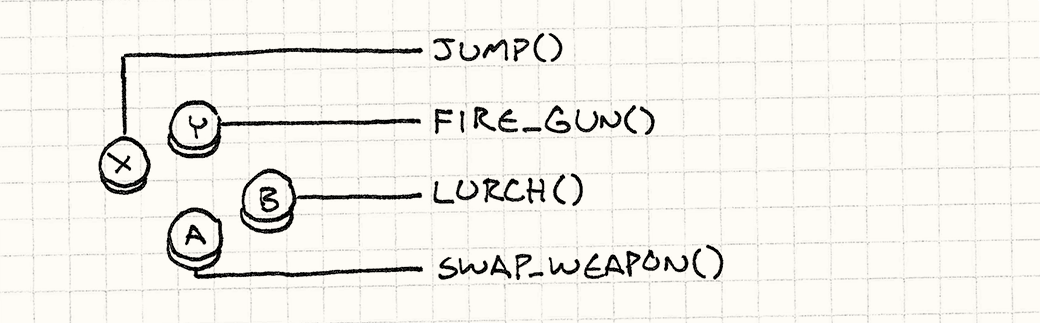 JUMP()
Y FIRE_GUN()
X
B LURCH()
A
SWAP_WEAPON()